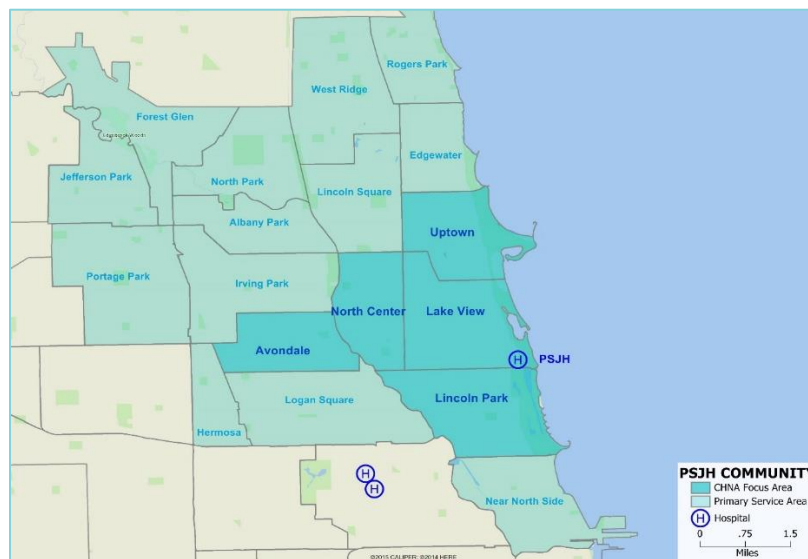 Rogers Park
West Ridge
Forest Glen
Edgewater
Jefferson Park
North Park
Lincoln Square
Albany Park
Uptown
Portage Park
Irving Park
North Center
Lake View
Avondale
H PSJH
Lincoln Park
Logan Square
Hermosa
H
H
Near North Side
PSJH COMMUNITY
CHNA Focus Area
Primary Service Area
H Hospital
0 .75 1.5
Miles
©2015 CALIPER; ©2014 HERE